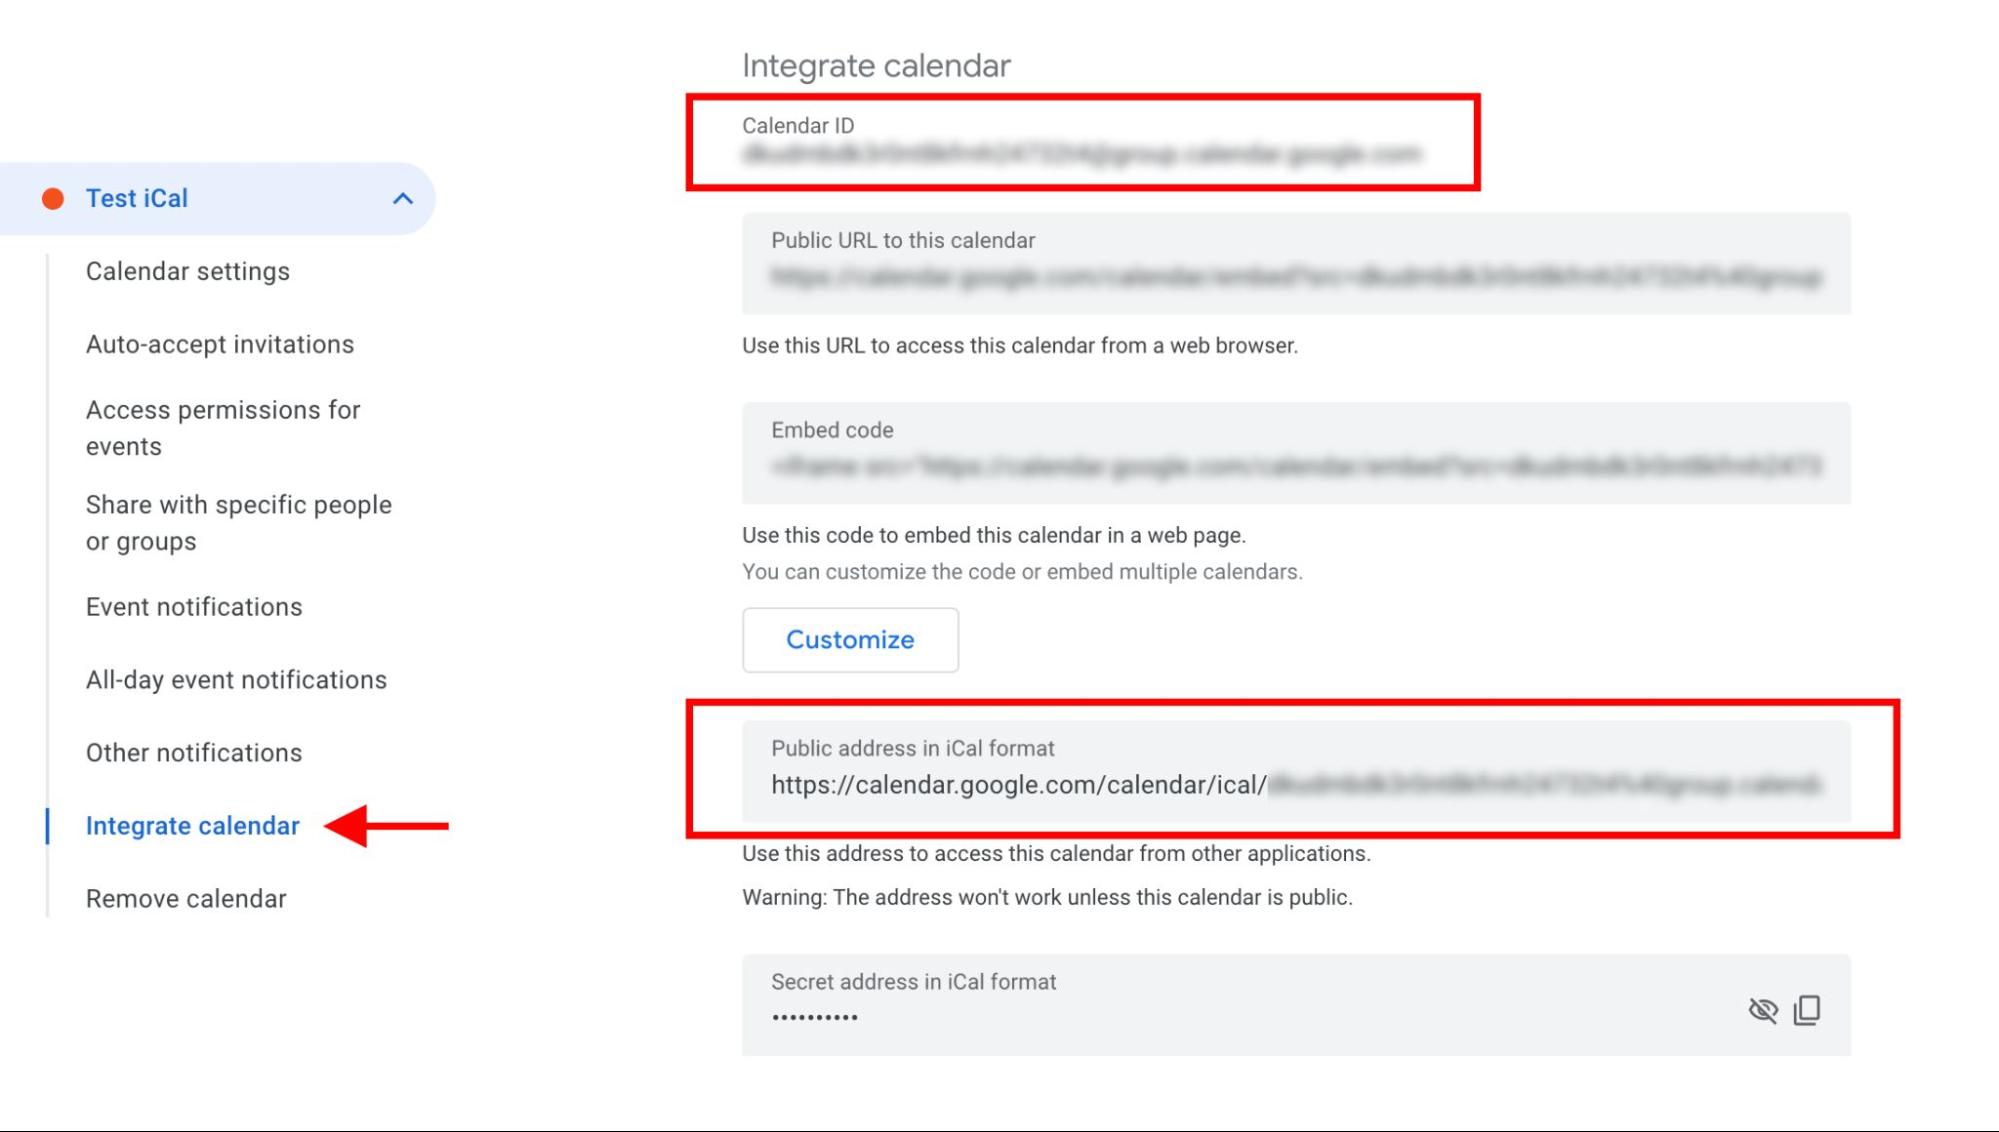 Integrate calendar
Calendar ID
Test iCal
Calendar settings
Auto-accept invitations
Access permissions for
events
Share with specific people
or groups
Event notifications
All-day event notifications
Other notifications
Integrate calendar
Remove calendar
Public URL to this calendar
Use this URL to access this calendar from a web browser.
Embed code
Use this code to embed this calendar in a web page.
You can customize the code or embed multiple calendars.
Customize
Public address in iCal format
https://calendar.google.com/calendar/ical/
Use this address to access this calendar from other applications.
Warning: The address won't work unless this calendar is public.
Secret address in iCal format
••••••••••